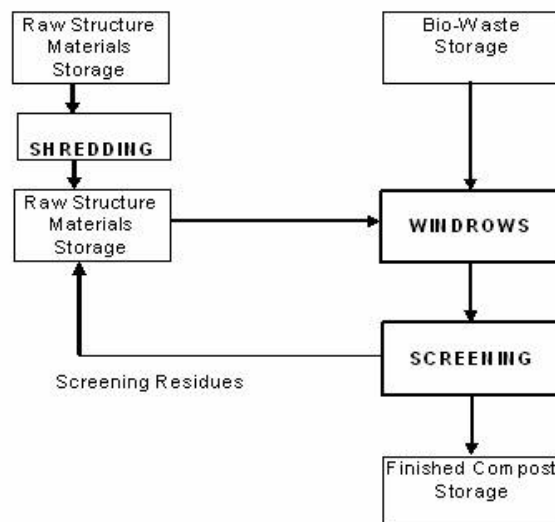 Raw Structure
Materials
Storage
Bio-Waste
Storage
SHREDDING
Raw Structure
Materials
Storage
WINDROWS
SCREENING
Screening Residues
Finished Compost
Storage